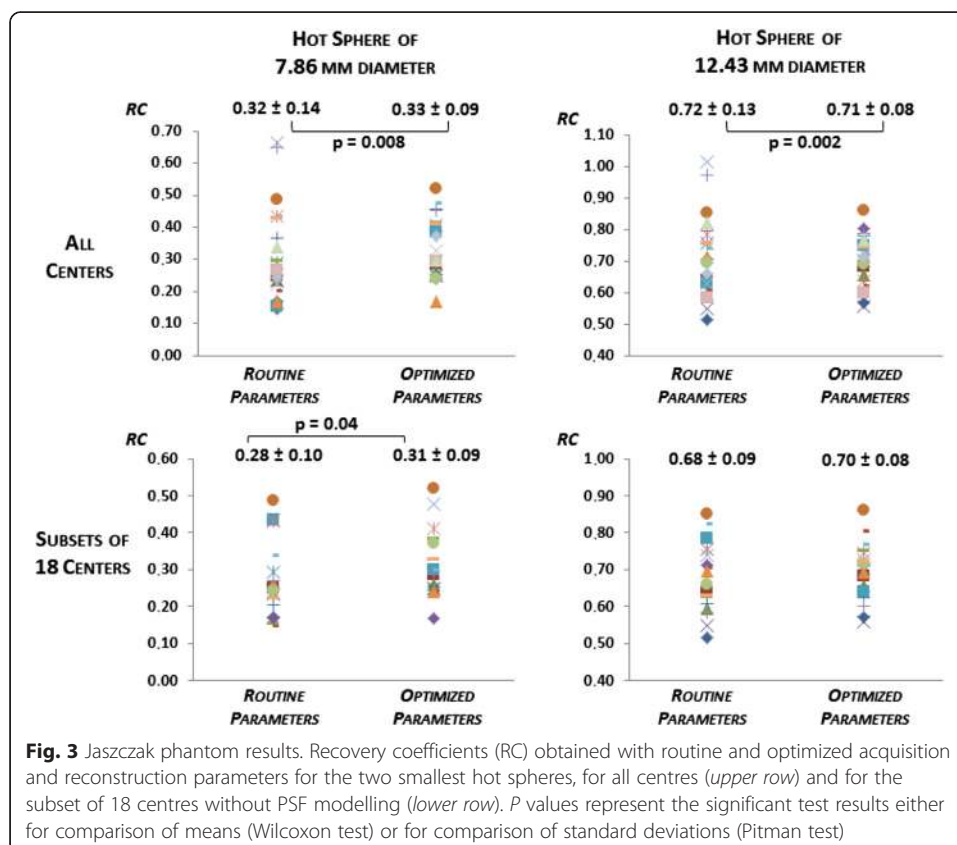 HOT SPHERE OF
7.86 MM DIAMETER
HOT SPHERE OF
12.43 MM DIAMETER
RC
0.32 ± 0.14
0.33 ± 0.09
p = 0.008
0.70
0.60
0.50
0.40
0.30
0.20
0.10
0.00
ROUTINE
PARAMETERS
OPTIMIZED
PARAMETERS
RC
0.72 ± 0.13
0.71 ± 0.08
p = 0.002
1.10
1.00
0.90
0.80
0.70
0.60
0.50
0.40
ROUTINE
PARAMETERS
OPTIMIZED
PARAMETERS
ALL
CENTERS
p = 0.04
RC
0.28 ± 0.10
0.31 ± 0.09
0.60
0.50
0.40
0.30
0.20
0.10
0.00
ROUTINE
PARAMETERS
OPTIMIZED
PARAMETERS
RC
0.68 ± 0.09
0.70 ± 0.08
1.00
0.90
0.80
0.70
0.60
0.50
0.40
ROUTINE
PARAMETERS
OPTIMIZED
PARAMETERS
SUBSETS OF
18 CENTERS
Fig. 3 Jaszczak phantom results. Recovery coefficients (RC) obtained with routine and optimized acquisition
and reconstruction parameters for the two smallest hot spheres, for all centres (upper row) and for the
subset of 18 centres without PSF modelling (lower row). P values represent the significant test results either
for comparison of means (Wilcoxon test) or for comparison of standard deviations (Pitman test)